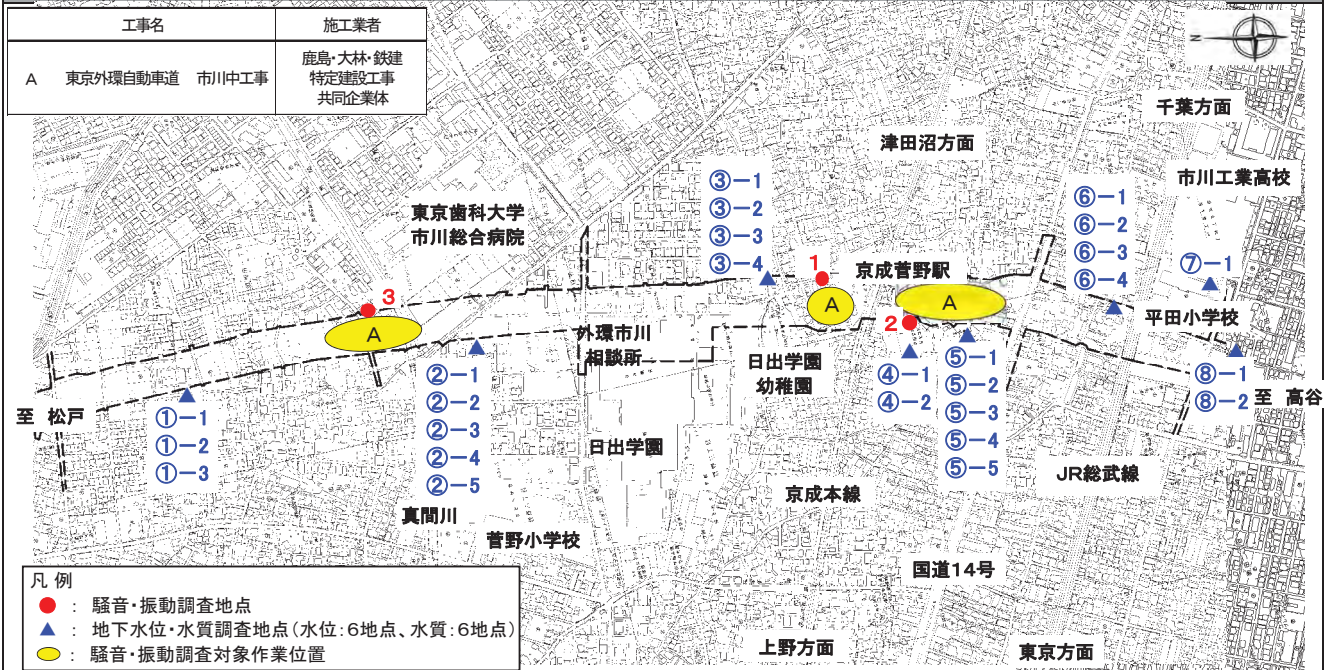 工事名 施工業者
A 東京外環自動車道 市川中工事
鹿島・大林・鉄建
特定建設工事
共同企業体
N
千葉方面
津田沼方面
市川工業高校
東京歯科大学
市川総合病院
③－1
③－2
③－3
③－4
⑥－1
⑥－2
⑥－3
⑥－4
⑦－1
1
京成菅野駅
3
A
A
A
2
平田小学校
外環市川
相談所
日出学園
幼稚園
②－1
②－2
②－3
②－4
②－5
④－1
④－2
⑤－1
⑤－2
⑤－3
⑤－4
⑤－5
⑧－1
⑧－2
至 高谷
至 松戸
①－1
①－2
①－3
日出学園
JR総武線
京成本線
真間川
菅野小学校
国道14号
上野方面
東京方面
凡 例
： 騒音・振動調査地点
： 地下水位・水質調査地点(水位：6地点、水質：6地点)
： 騒音・振動調査対象作業位置